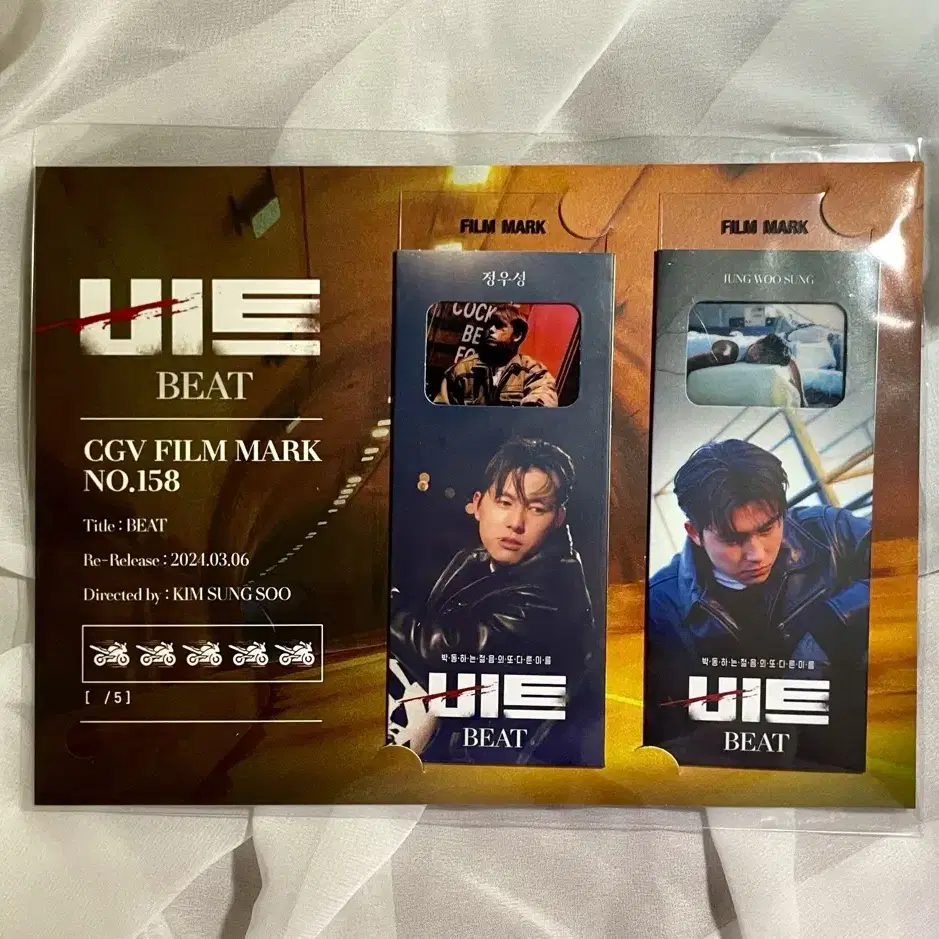 비트
BEAT
CGV FILM MARK
NO.158
Title : BEAT
Re-Release : 2024.03.06
Directed by : KIM SUNG SOO
[ /5]
FILM MARK
정우성
COCK
BE
FO
박·동·하·는·젊·음·의·또·다·른·이·름
비트
BEAT
FILM MARK
JUNG WOO SUNG
박·동·하·는·젊·음·의·또·다·른·이·름
비트
BEAT